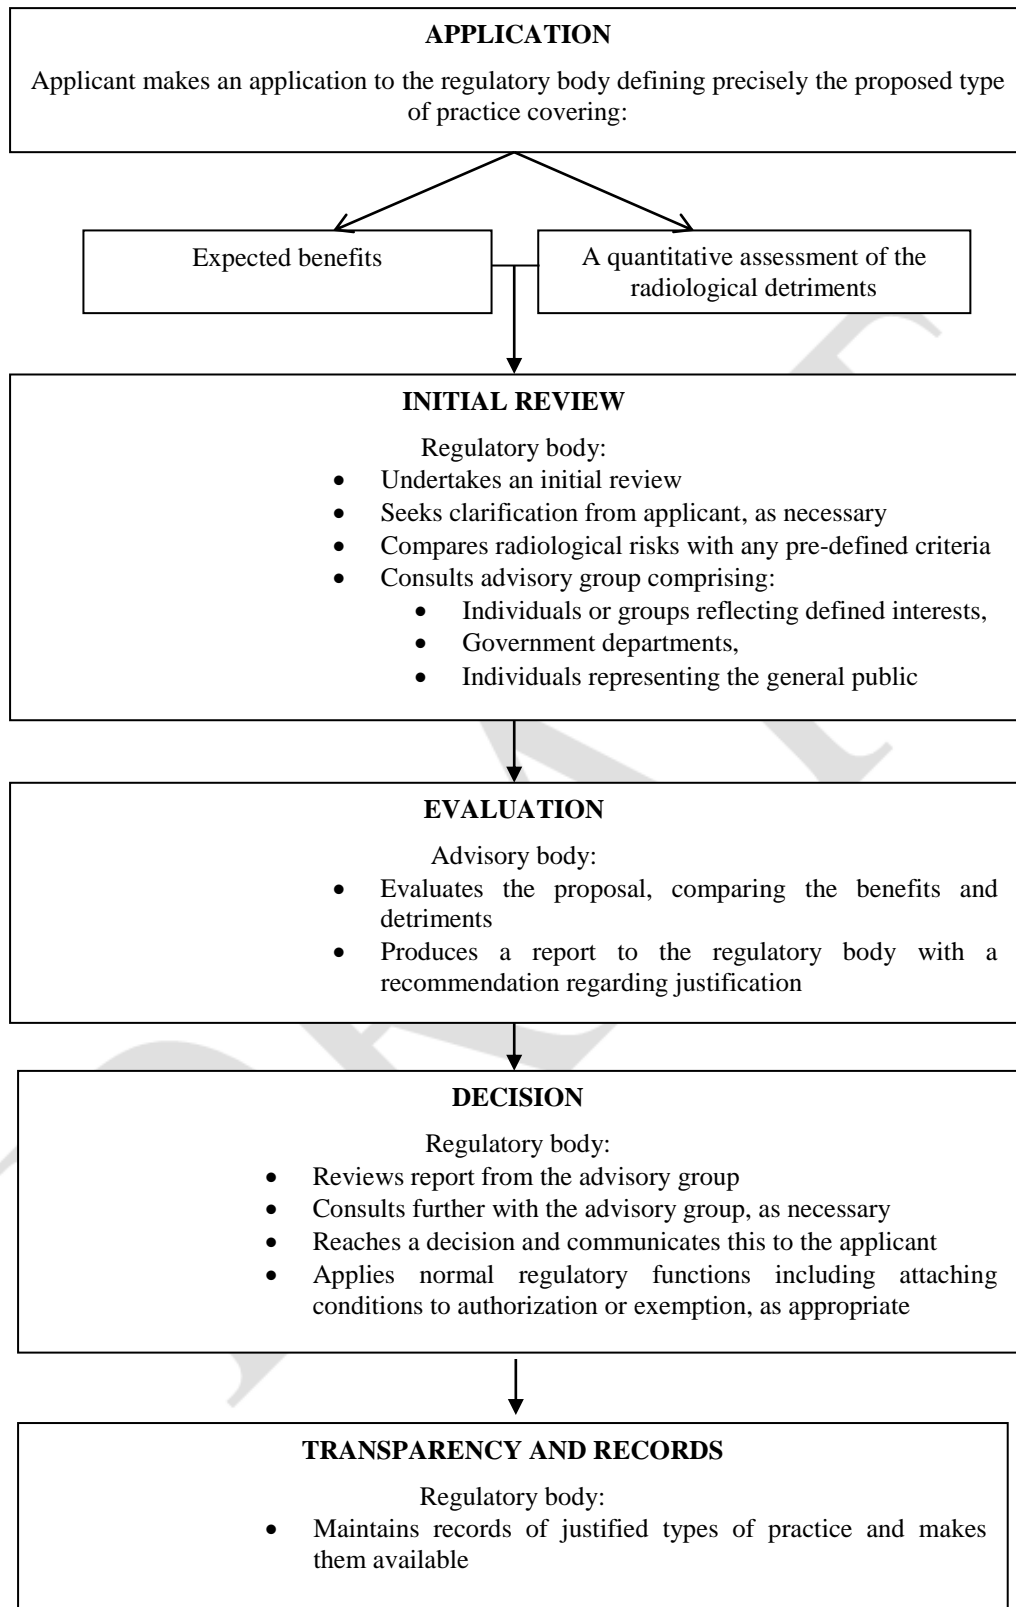 APPLICATION
Applicant makes an application to the regulatory body defining precisely the proposed type
of practice covering:
Expected benefits
A quantitative assessment of the
radiological detriments
INITIAL REVIEW
Regulatory body:
• Undertakes an initial review
• Seeks clarification from applicant, as necessary
• Compares radiological risks with any pre-defined criteria
• Consults advisory group comprising:
• Individuals or groups reflecting defined interests,
• Government departments,
• Individuals representing the general public
EVALUATION
Advisory body:
• Evaluates the proposal, comparing the benefits and
detriments
• Produces a report to the regulatory body with a
recommendation regarding justification
DECISION
Regulatory body:
• Reviews report from the advisory group
• Consults further with the advisory group, as necessary
• Reaches a decision and communicates this to the applicant
• Applies normal regulatory functions including attaching
conditions to authorization or exemption, as appropriate
TRANSPARENCY AND RECORDS
Regulatory body:
• Maintains records of justified types of practice and makes
them available